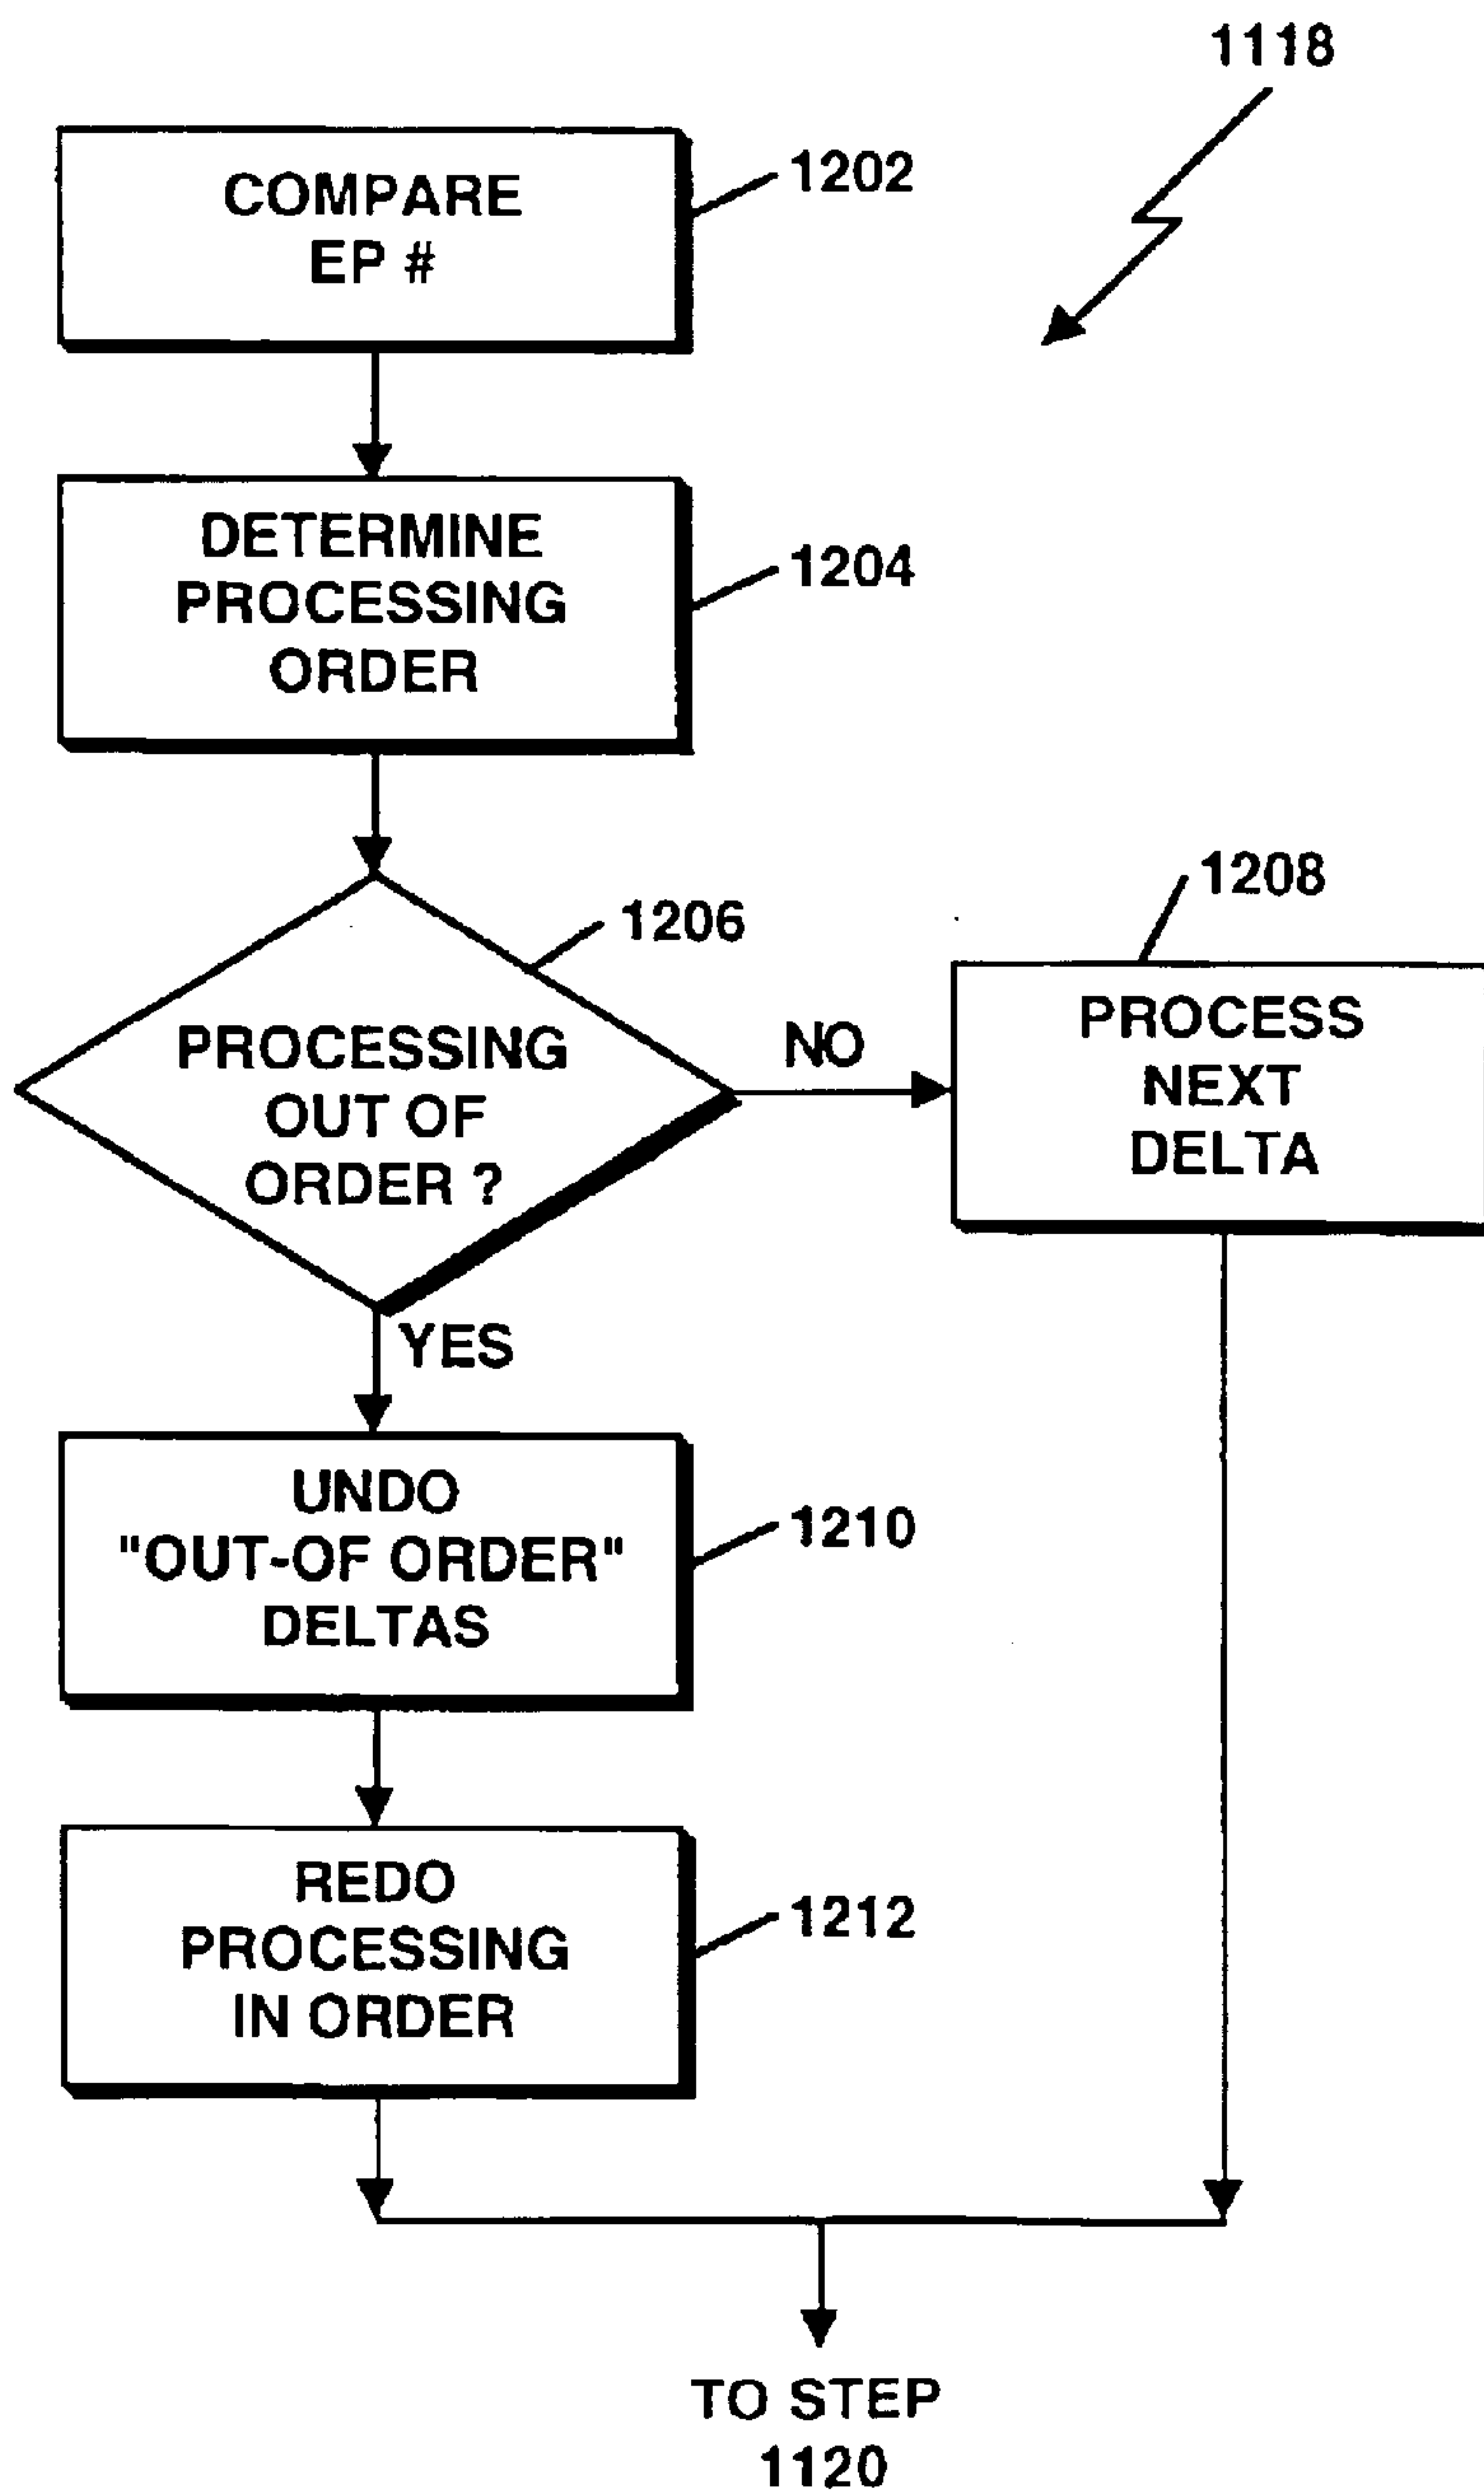 1118
COMPARE
EP #
1202
DETERMINE
PROCESSING
ORDER
1204
PROCESSING
OUT OF
ORDER ?
1206
NO
PROCESS
NEXT
DELTA
1208
YES
UNDO
"OUT-OF ORDER"
DELTAS
1210
REDO
PROCESSING
IN ORDER
1212
TO STEP
1120